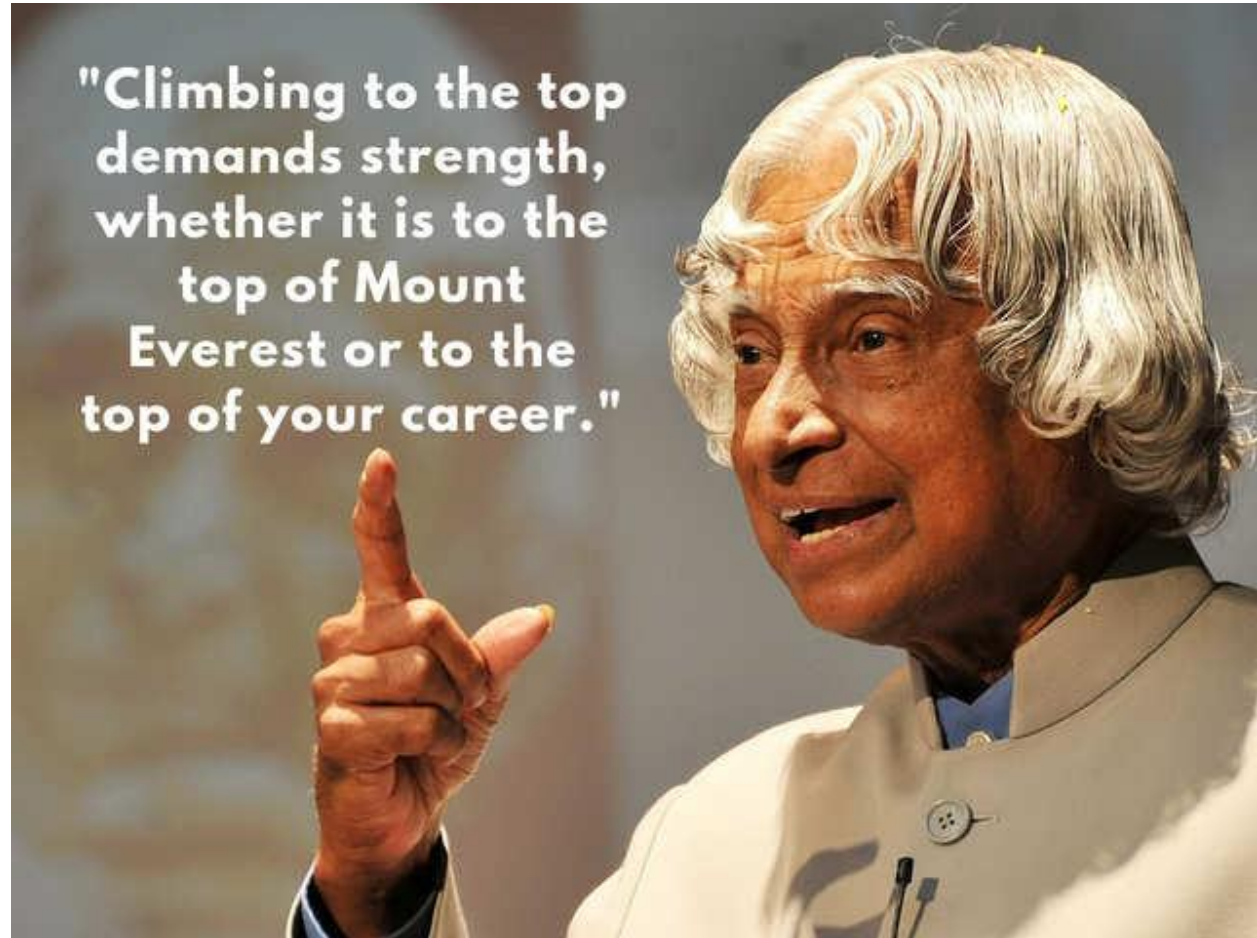 "Climbing to the top
demands strength,
whether it is to the
top of Mount
Everest or to the
top of your career."